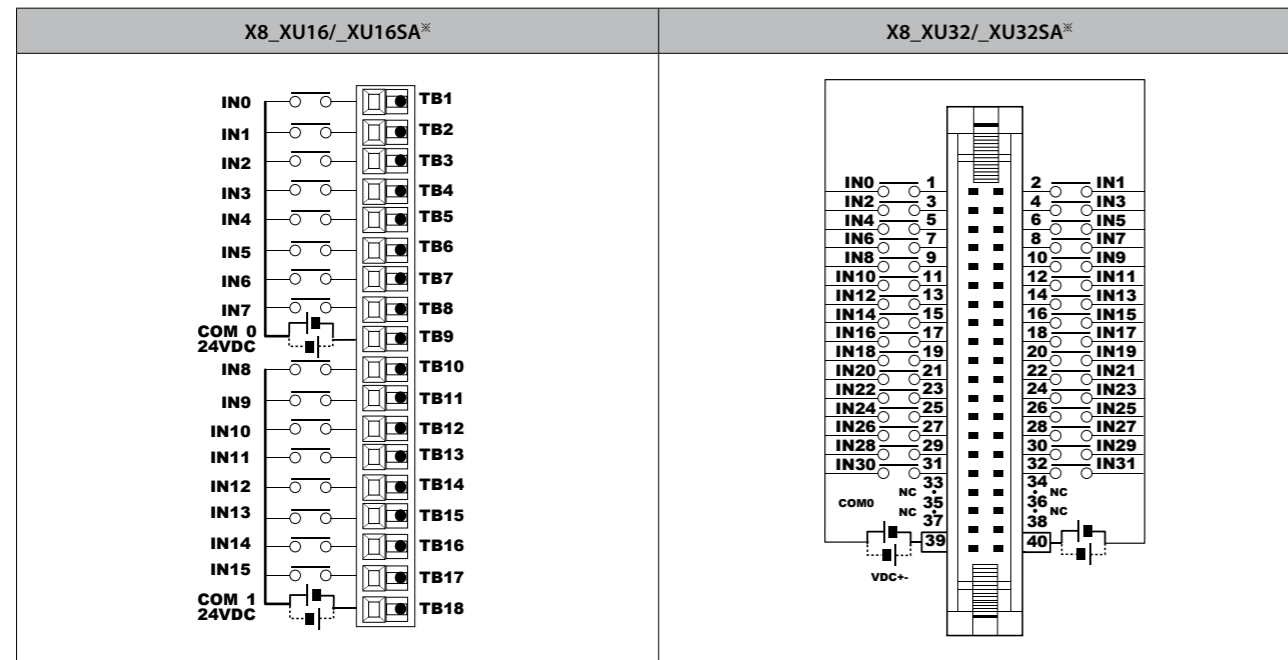 X8_XU16/_XU16SA※
X8_XU32/_XU32SA※
IN0 TB1
IN1 TB2
IN2 TB3
IN3 TB4
IN4 TB5
IN5 TB6
IN6 TB7
IN7 TB8
COM 0
24VDC TB9
IN8 TB10
IN9 TB11
IN10 TB12
IN11 TB13
IN12 TB14
IN13 TB15
IN14 TB16
IN15 TB17
COM 1
24VDC TB18
IN0 1 2 IN1
IN2 3 4 IN3
IN4 5 6 IN5
IN6 7 8 IN7
IN8 9 10 IN9
IN10 11 12 IN11
IN12 13 14 IN13
IN14 15 16 IN15
IN16 17 18 IN17
IN18 19 20 IN19
IN20 21 22 IN21
IN22 23 24 IN23
IN24 25 26 IN25
IN26 27 28 IN27
IN28 29 30 IN29
IN30 31 32 IN31
33 34
NC NC
COM0 35 36
NC NC
37 38
39 40
VDC+-